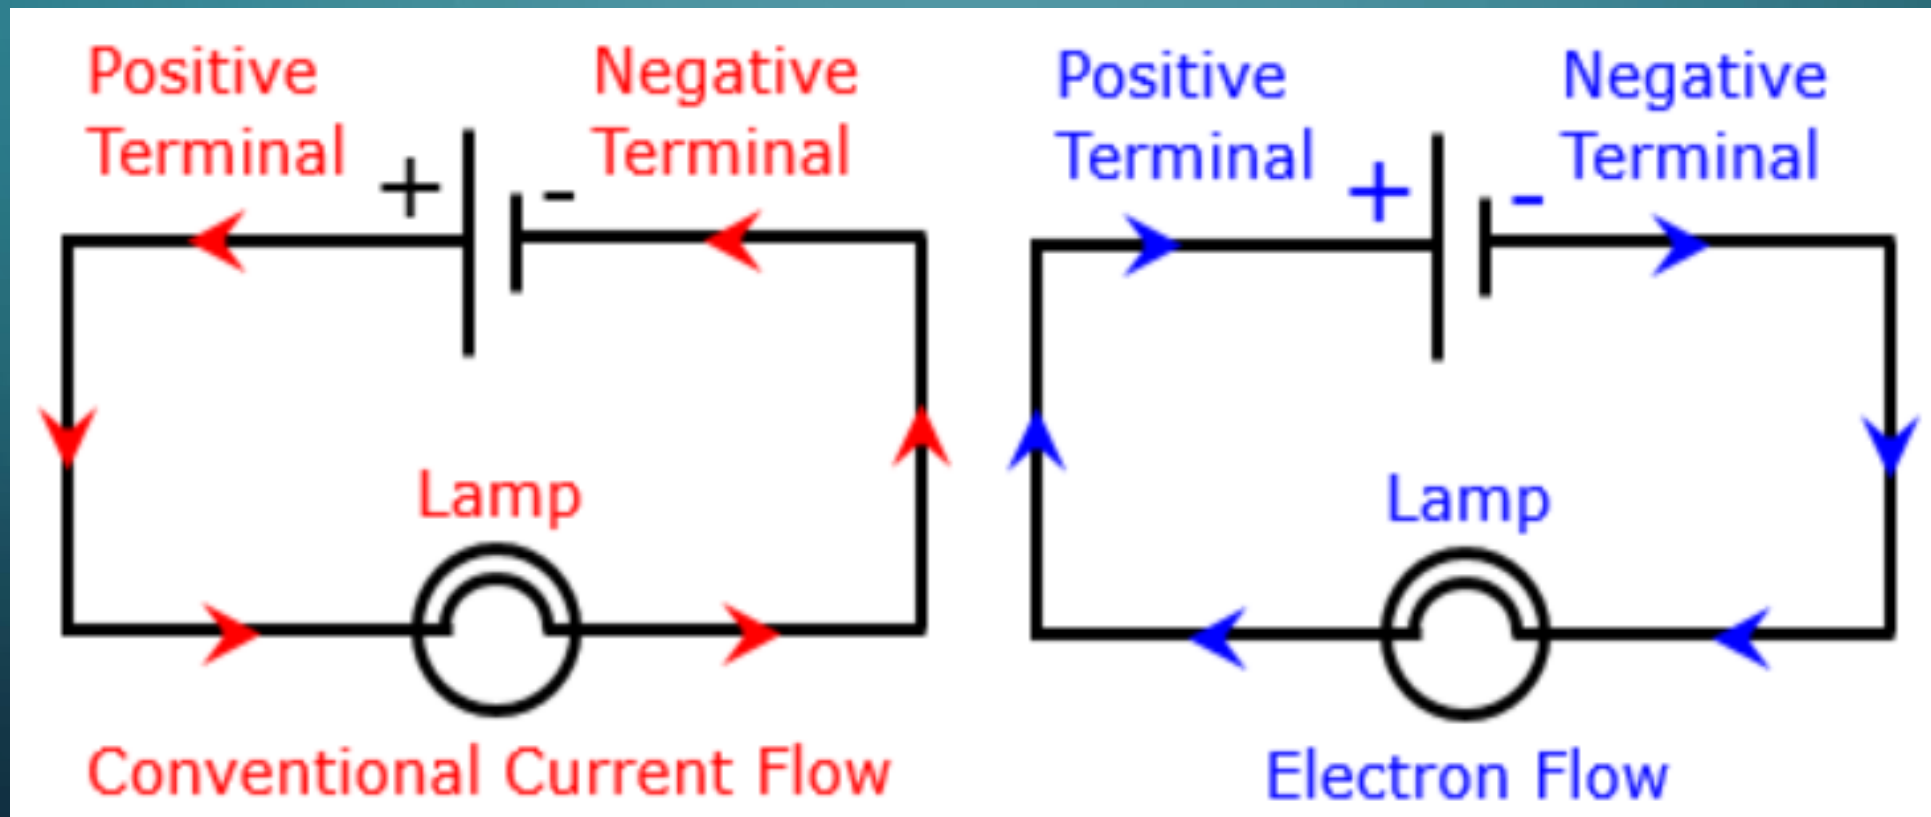 Positive
Terminal
Negative
Terminal
+
-
Lamp
Conventional Current Flow
Positive
Terminal
Negative
Terminal
+
-
Lamp
Electron Flow